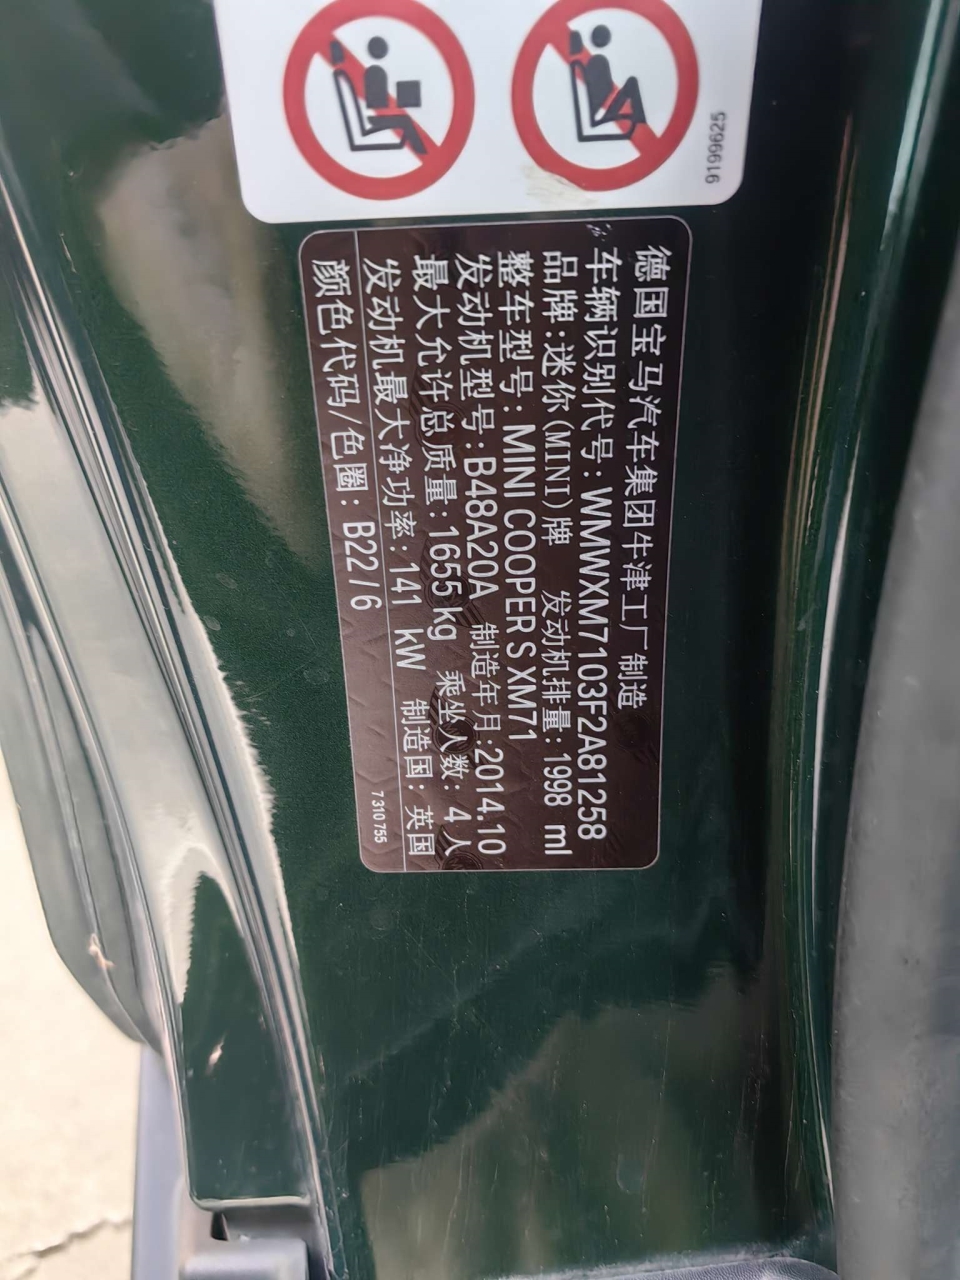 9199625
德国宝马汽车集团牛津工厂制造
车辆识别代号: WMWXM7103F2A81258
品牌:迷你(MINI)牌 发动机排量: 1998 ml
整车型号: MINI COOPER S XM71
发动机型号: B48A20A 制造年月:2014.10
最大允许总质量: 1655 kg 乘坐人数: 4人
发动机最大净功率: 141 kW 制造国: 英国
颜色代码/色圈: B22/6
7310755